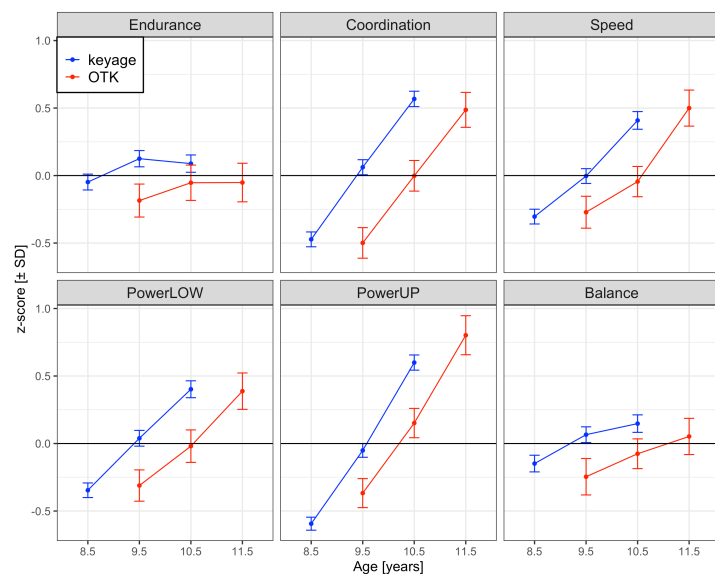 Endurance Coordination Speed
keyage
OTK
1.0
0.5
0.0
-0.5
PowerLOW PowerUP Balance
1.0
0.5
0.0
-0.5
z-score [± SD]
8.5 9.5 10.5 11.5 8.5 9.5 10.5 11.5 8.5 9.5 10.5 11.5
Age [years]